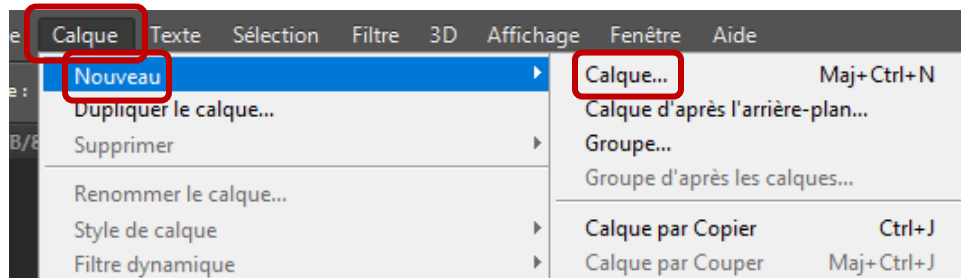 e Calque Texte Sélection Filtre 3D Affichage Fenêtre Aide
Nouveau
e :
Dupliquer le calque...
B/8
Supprimer
Renommer le calque...
Style de calque
Filtre dynamique
Calque... Maj+Ctrl+N
Calque d'après l'arrière-plan...
Groupe...
Groupe d'après les calques...
Calque par Copier Ctrl+J
Calque par Couper Maj+Ctrl+J